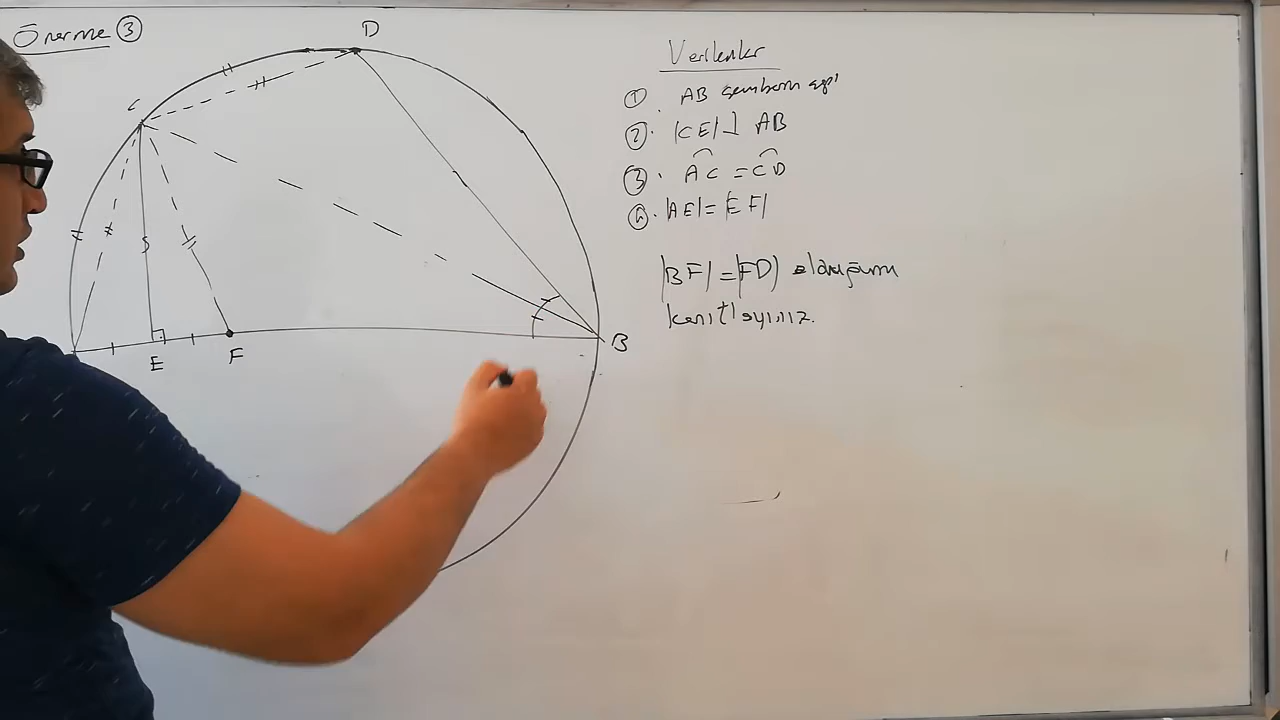 Önerme ③
D
C
E
F
B
Verilenler
① AB çemberin çapı
②. |CE| ⊥ AB
③. AC = CD
④. |AE| = |EF|
|BF| = |FD| olduğunu
kanıtlayınız.